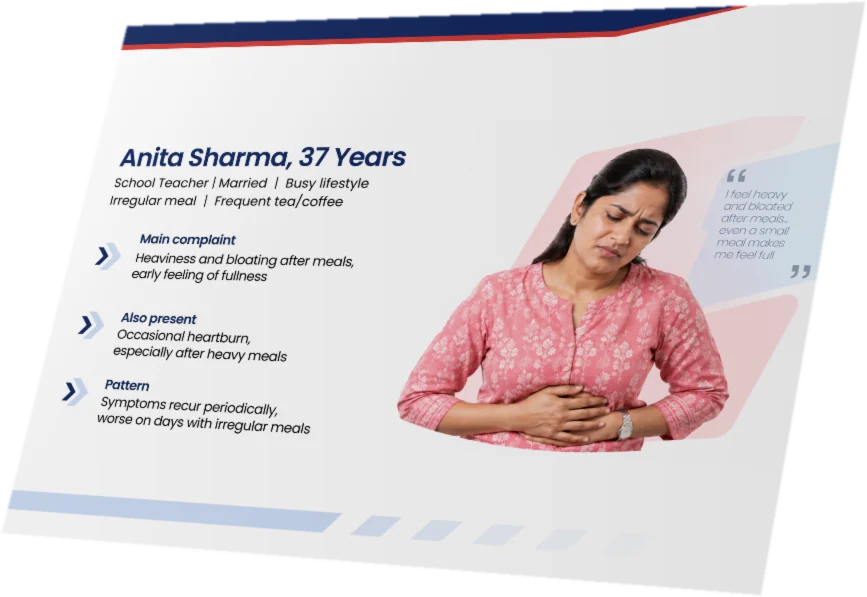 Anita Sharma, 37 Years
School Teacher | Married | Busy lifestyle
Irregular meal | Frequent tea/coffee
Main complaint
Heaviness and bloating after meals,
early feeling of fullness
Also present
Occasional heartburn,
especially after heavy meals
Pattern
Symptoms recur periodically,
worse on days with irregular meals
“
I feel heavy
and bloated
after meals..
even a small
meal makes
me feel full
”